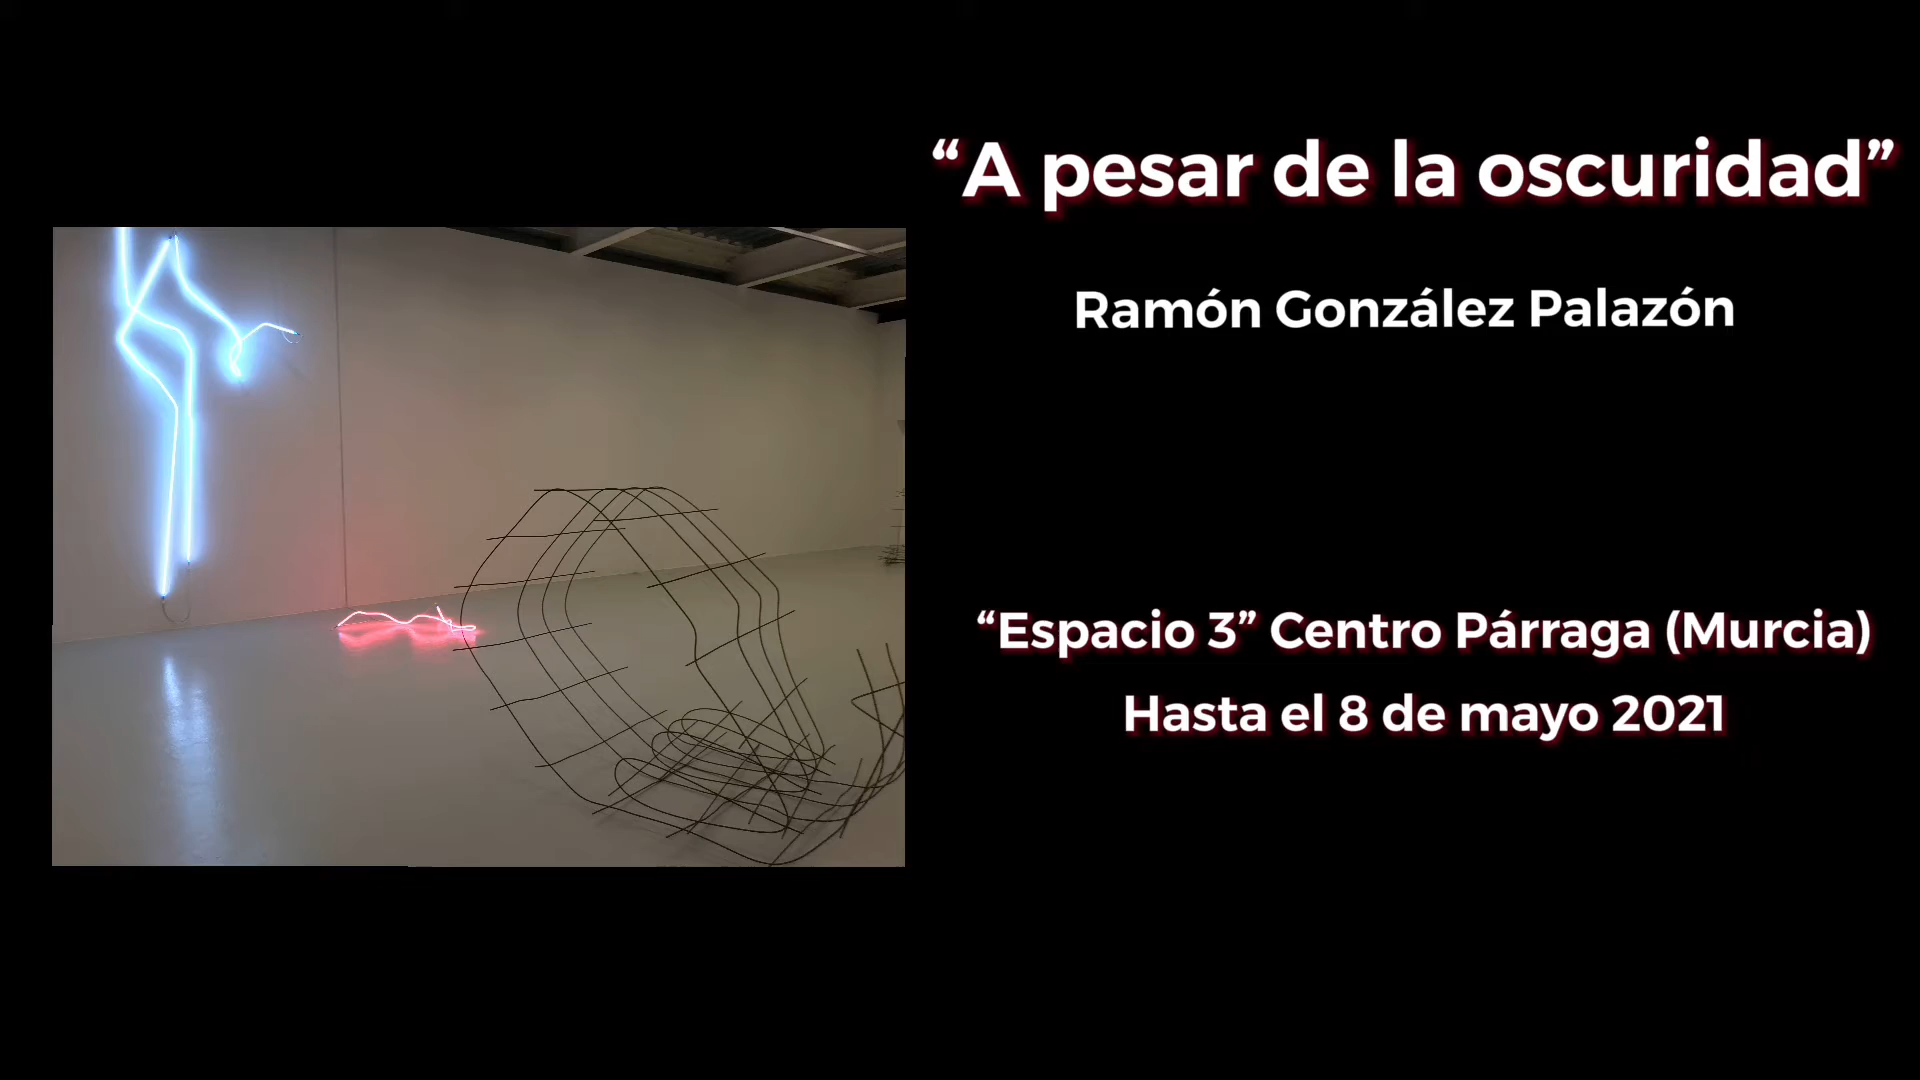 “A pesar de la oscuridad”
Ramón González Palazón
“Espacio 3” Centro Párraga (Murcia)
Hasta el 8 de mayo 2021